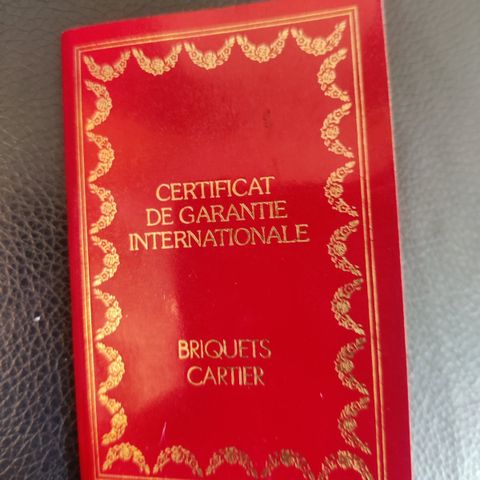 CERTIFICAT
DE GARANTIE
INTERNATIONALE
BRIQUETS
CARTIER